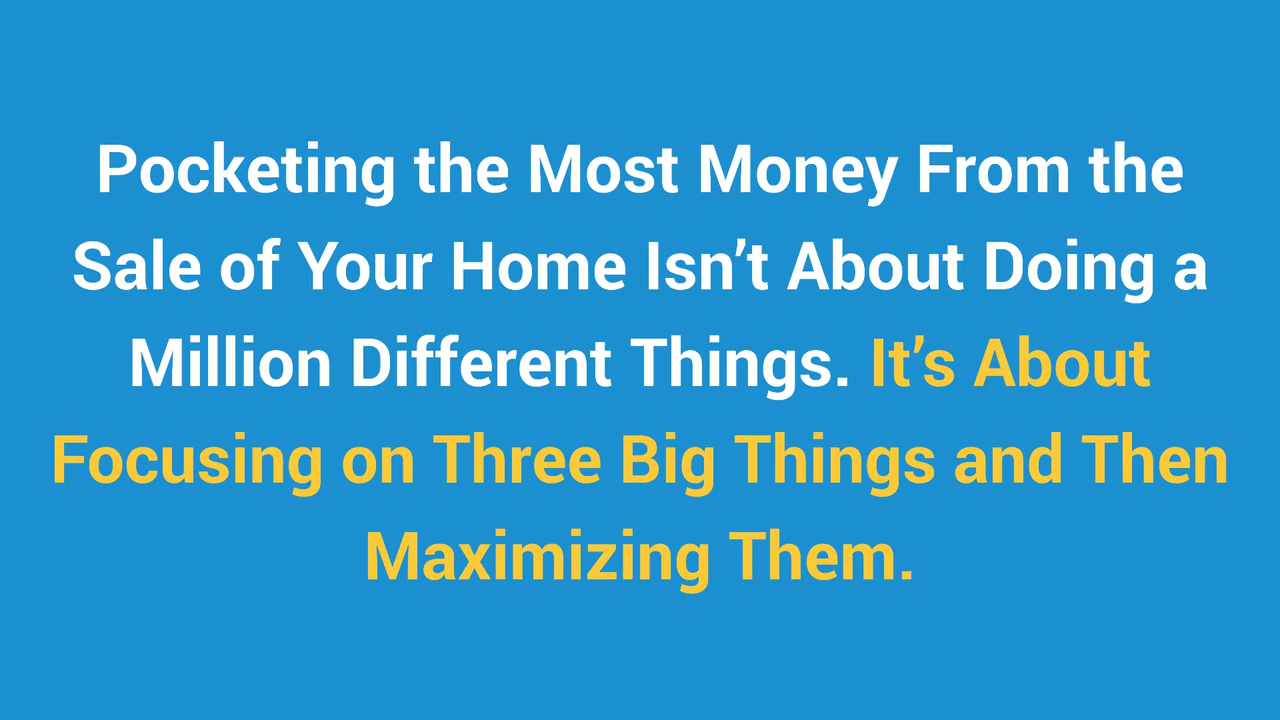 Pocketing the Most Money From the
Sale of Your Home Isn’t About Doing a
Million Different Things. It’s About
Focusing on Three Big Things and Then
Maximizing Them.